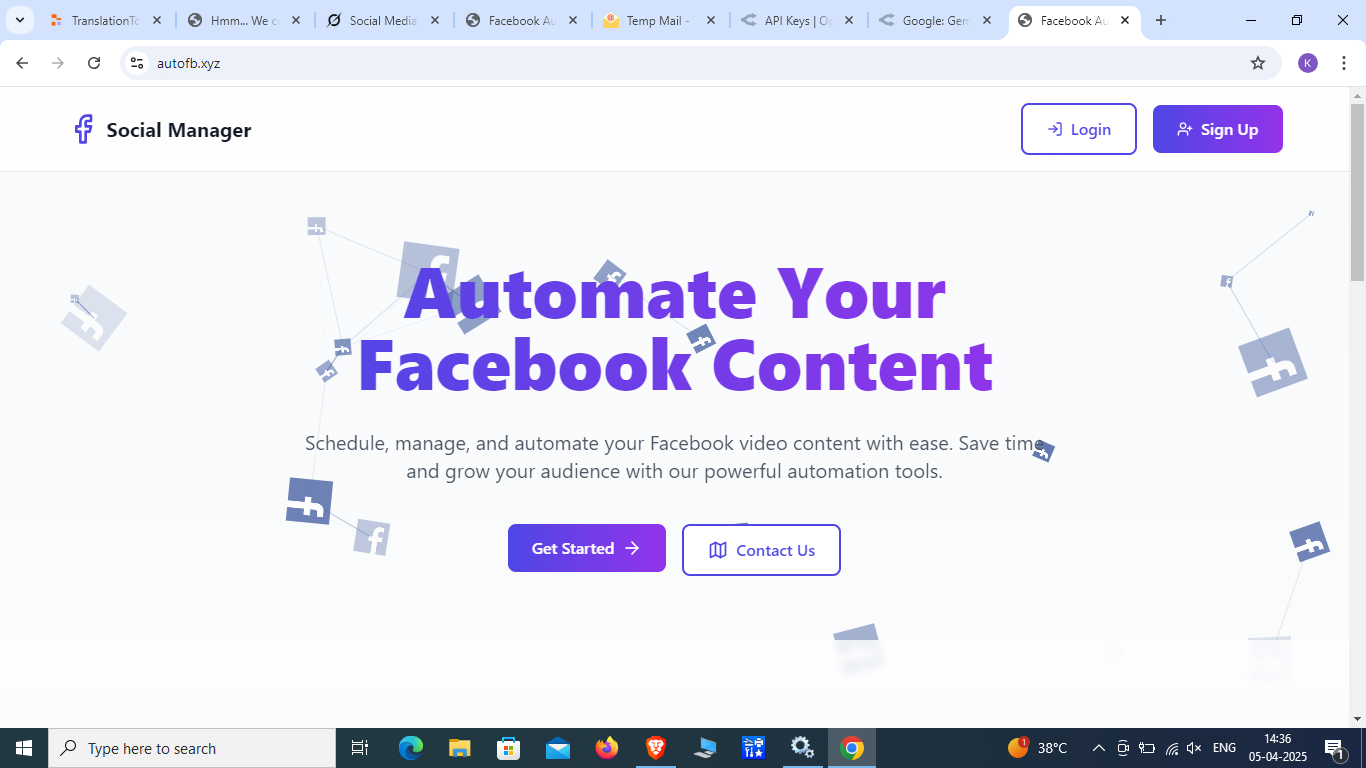 TranslationTo
Hmm... We c
Social Media
Facebook Au
Temp Mail -
API Keys | Op
Google: Gem
Facebook Au
autofb.xyz
K
Social Manager
Login
Sign Up
Automate Your
Facebook Content
Schedule, manage, and automate your Facebook video content with ease. Save time
and grow your audience with our powerful automation tools.
Get Started
Contact Us
Type here to search
1
38°C
ENG
14:36
05-04-2025
1